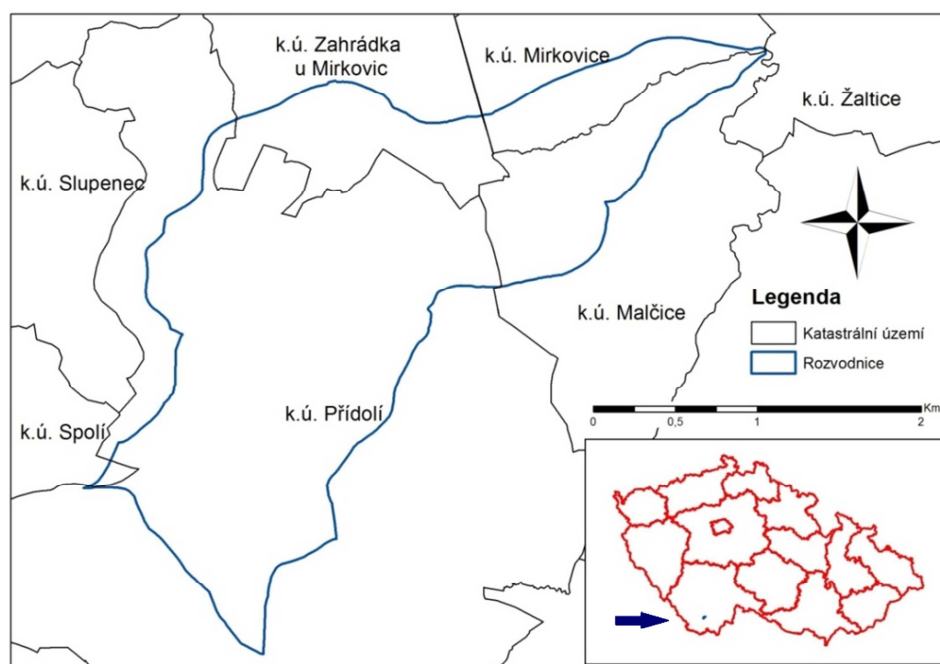 k.ú. Zahrádka
u Mirkovic
k.ú. Mirkovice
k.ú. Žaltice
k.ú. Slupenec
Legenda
k.ú. Malčice
Katastrální území
Rozvodnice
k.ú. Přídolí
k.ú. Spolí
Km
0 0,5 1 2